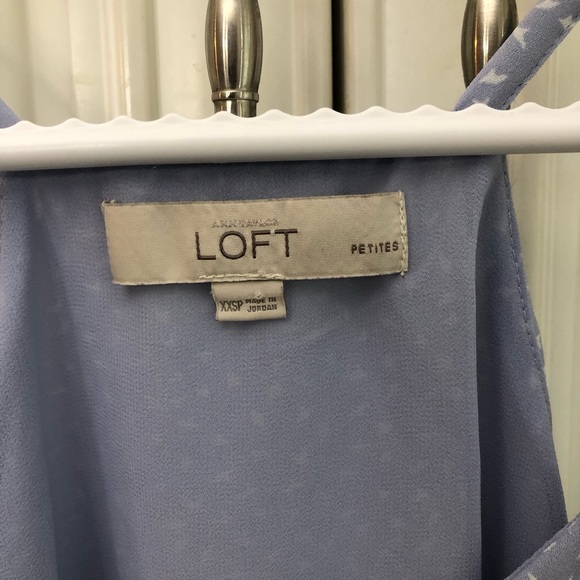 ANN TAYLOR
LOFT
PETITES
XXSP
MADE IN
JORDAN